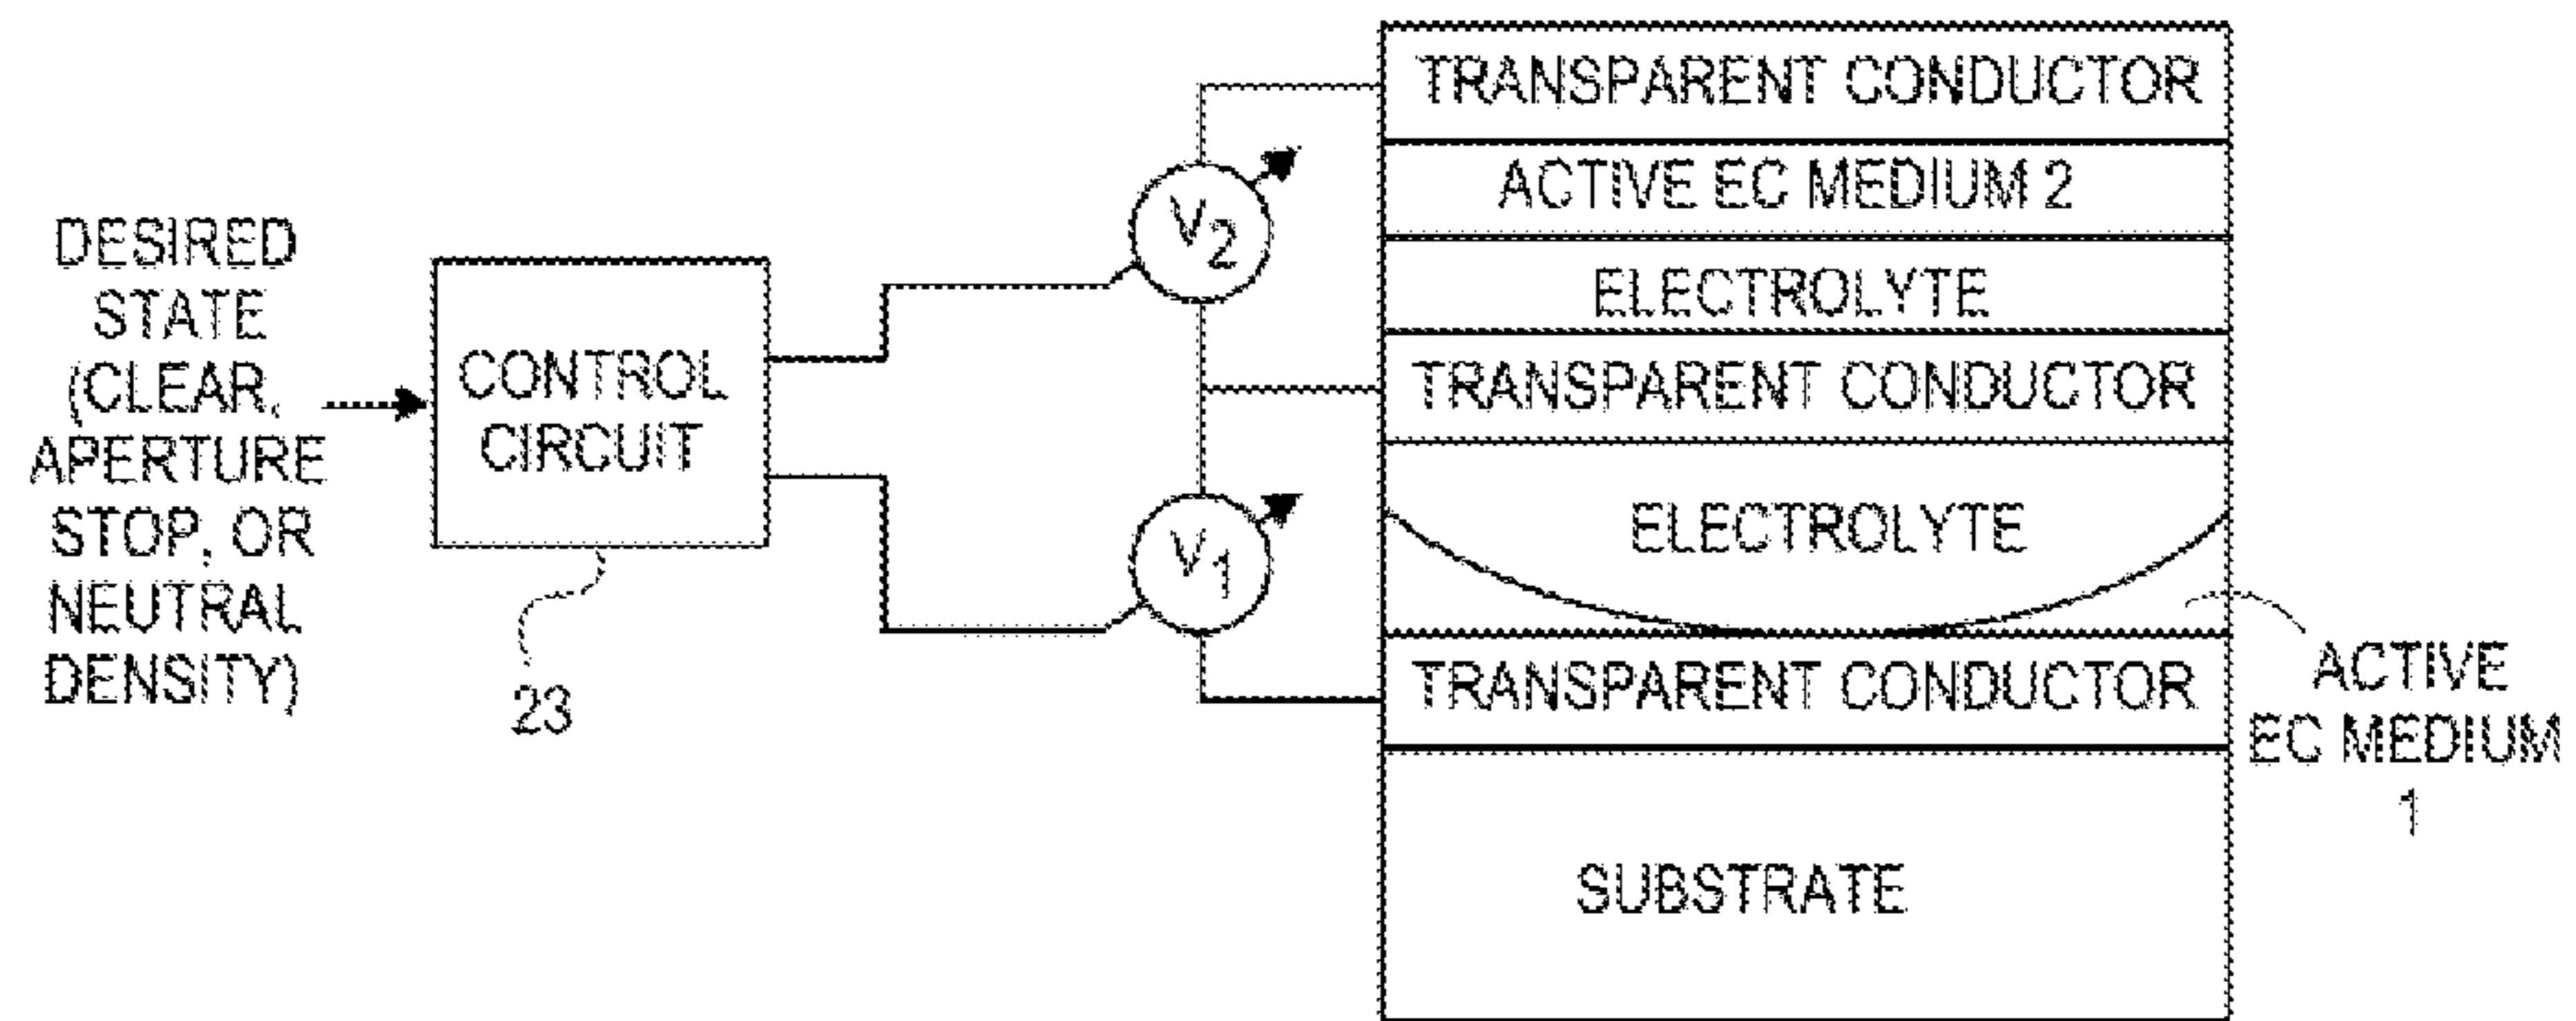 DESIRED
STATE
(CLEAR,
APERTURE
STOP, OR
NEUTRAL
DENSITY)
CONTROL
CIRCUIT
23
V2
V1
TRANSPARENT CONDUCTOR
ACTIVE EC MEDIUM 2
ELECTROLYTE
TRANSPARENT CONDUCTOR
ELECTROLYTE
TRANSPARENT CONDUCTOR
SUBSTRATE
ACTIVE
EC MEDIUM
1